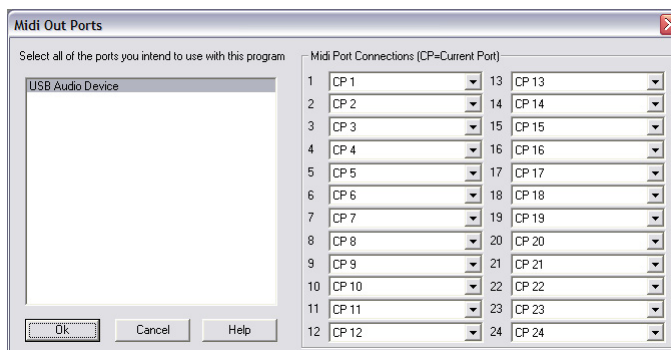 Midi Out Ports
Select all of the ports you intend to use with this program
USB Audio Device
Ok
Cancel
Help
Midi Port Connections (CP=Current Port)
1 CP 1
2 CP 2
3 CP 3
4 CP 4
5 CP 5
6 CP 6
7 CP 7
8 CP 8
9 CP 9
10 CP 10
11 CP 11
12 CP 12
13 CP 13
14 CP 14
15 CP 15
16 CP 16
17 CP 17
18 CP 18
19 CP 19
20 CP 20
21 CP 21
22 CP 22
23 CP 23
24 CP 24